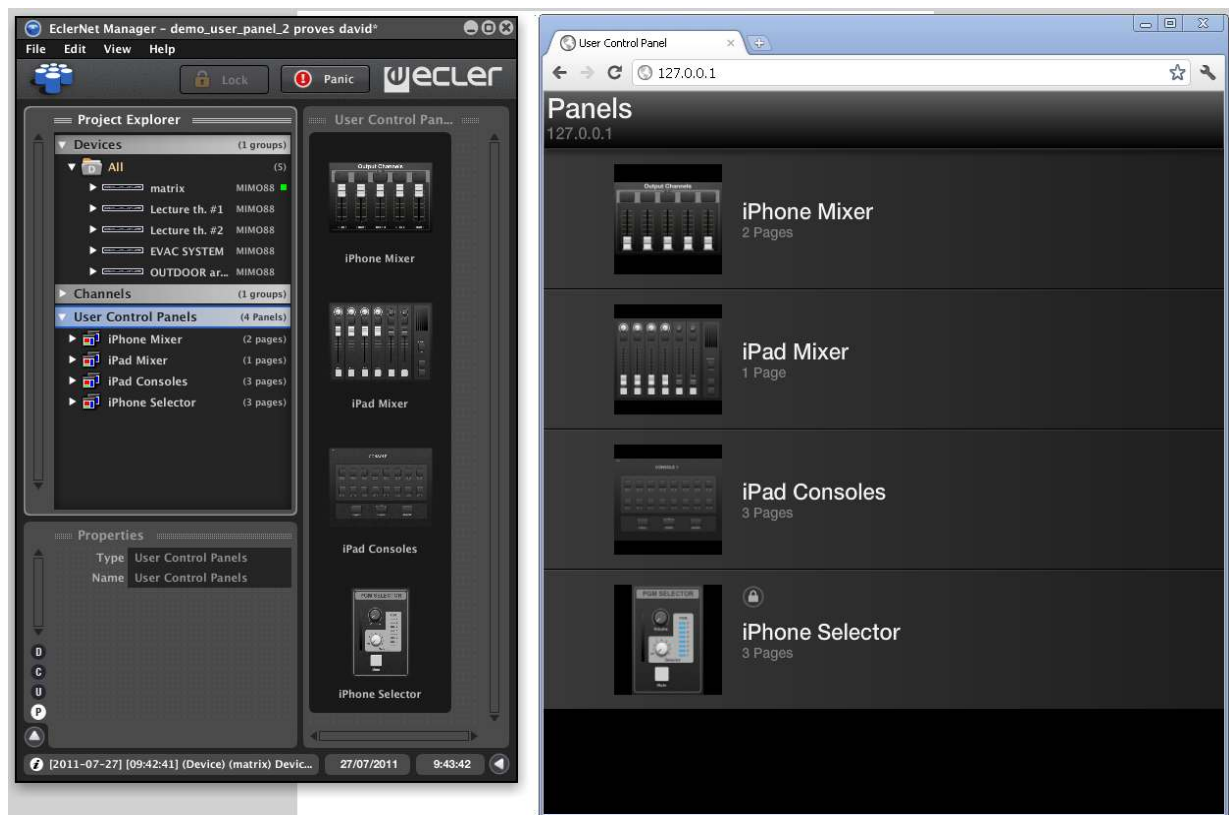 EclerNet Manager – demo_user_panel_2 proves david*
File Edit View Help
Lock
Panic
ecler
Project Explorer
Devices (1 groups)
D All (5)
matrix MIMO88
Lecture th. #1 MIMO88
Lecture th. #2 MIMO88
EVAC SYSTEM MIMO88
OUTDOOR ar... MIMO88
Channels (1 groups)
User Control Panels (4 Panels)
iPhone Mixer (2 pages)
iPad Mixer (1 pages)
iPad Consoles (3 pages)
iPhone Selector (3 pages)
Properties
Type User Control Panels
Name User Control Panels
D
C
U
P
User Control Pan...
Output Channels
iPhone Mixer
iPad Mixer
iPad Consoles
PGM SELECTOR
iPhone Selector
[2011-07-27] [09:42:41] (Device) (matrix) Devic...
27/07/2011
9:43:42
User Control Panel
127.0.0.1
Panels
127.0.0.1
Output Channels
iPhone Mixer
2 Pages
iPad Mixer
1 Page
CONSOLE 1
iPad Consoles
3 Pages
PGM SELECTOR
iPhone Selector
3 Pages